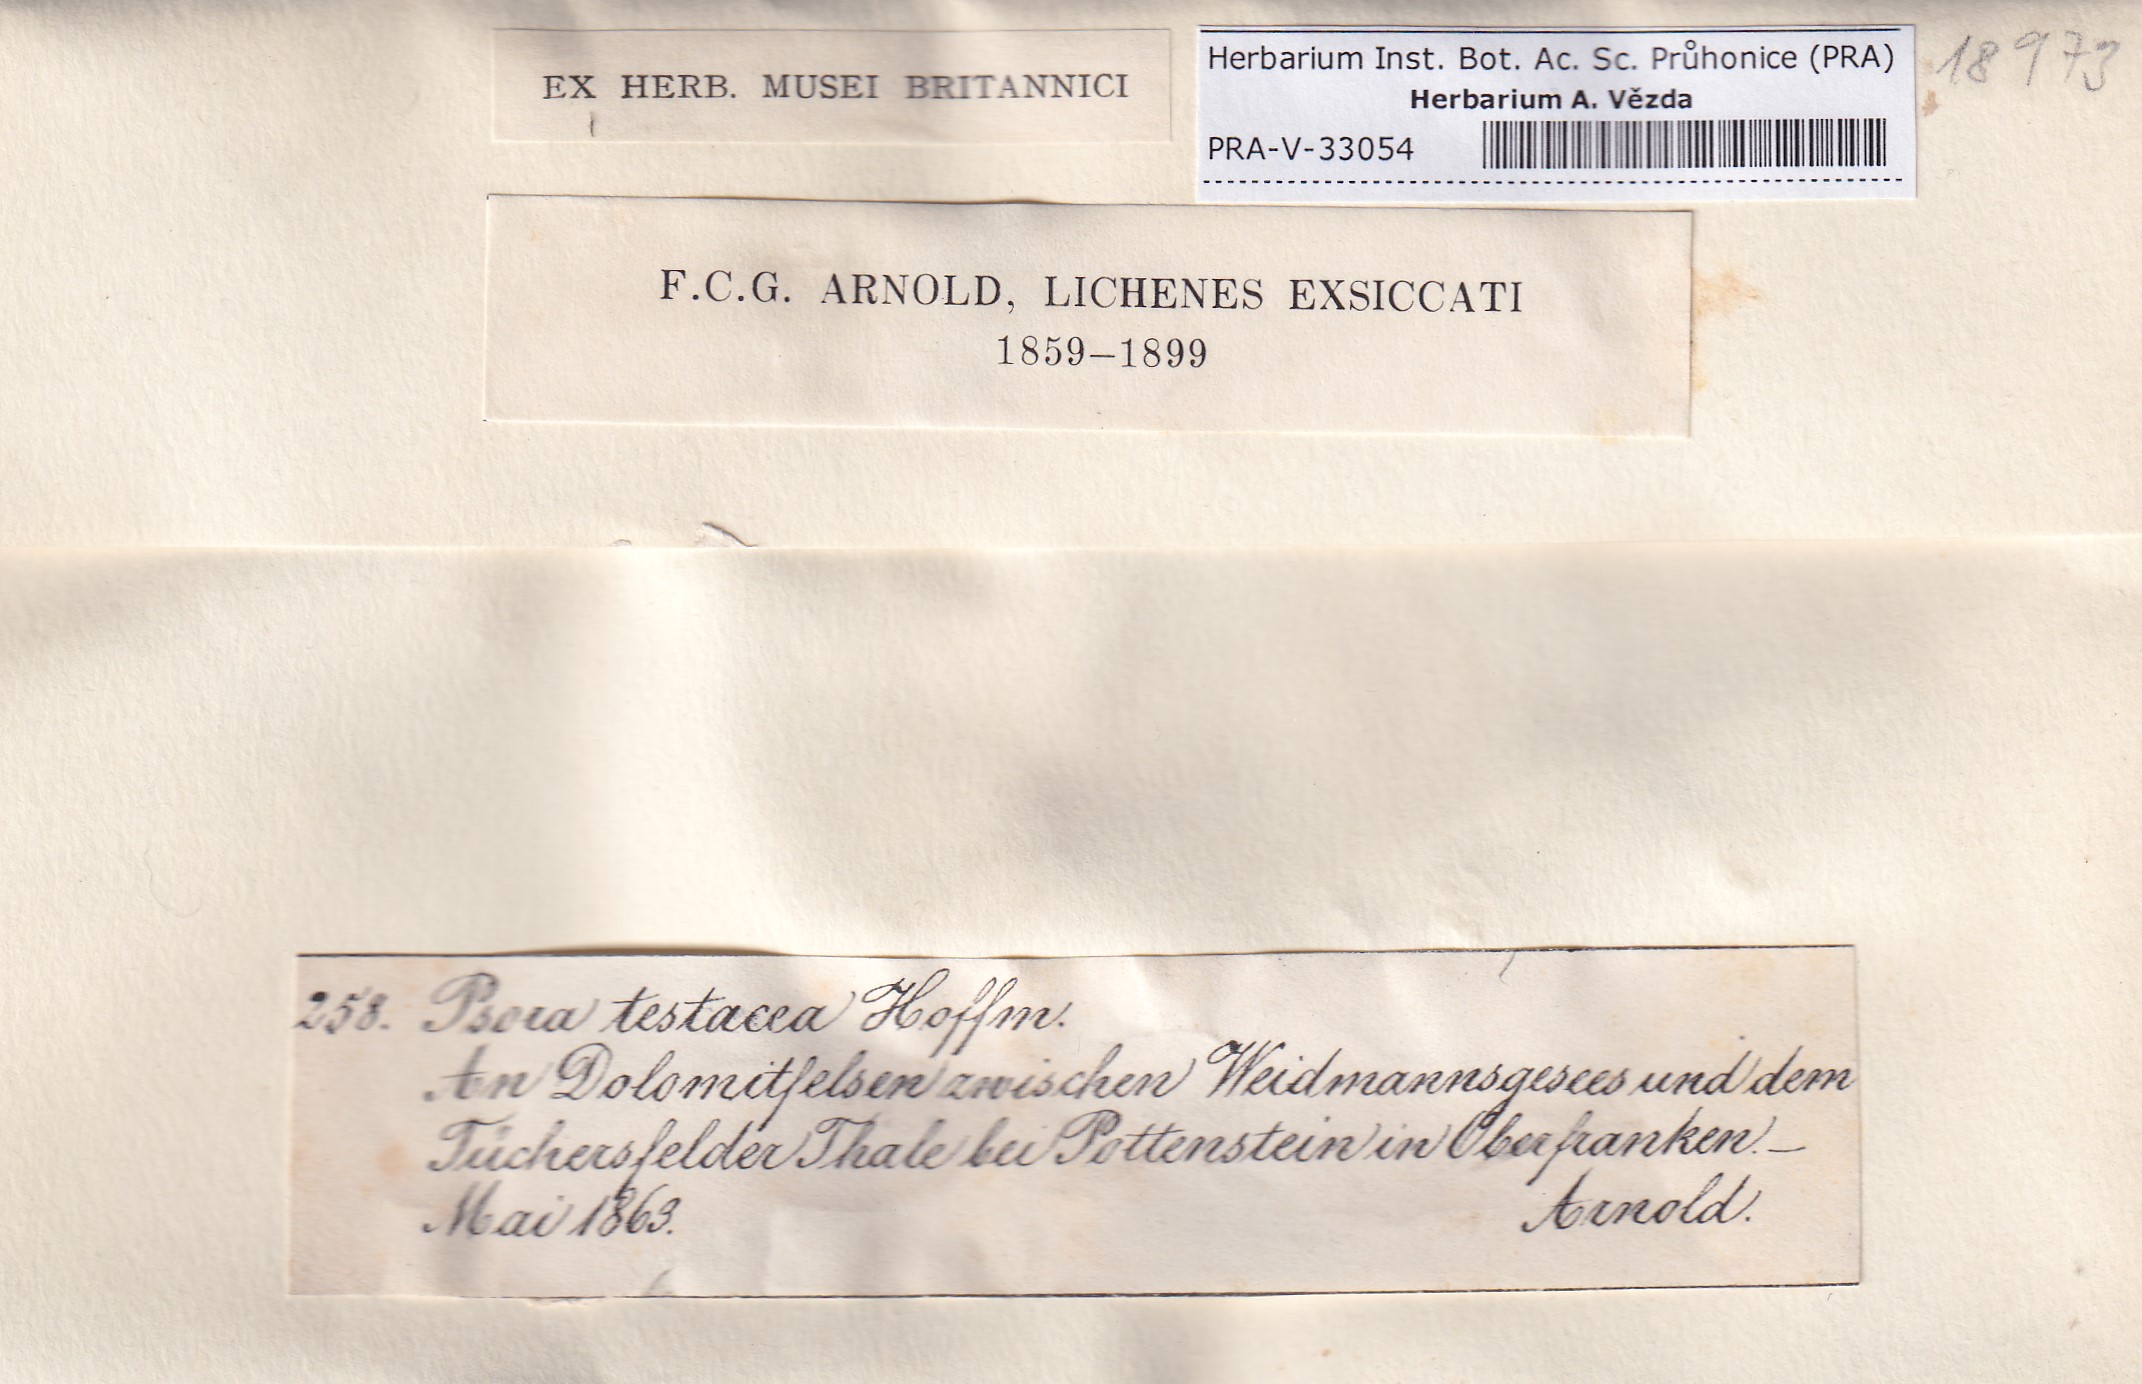 EX HERB. MUSEI BRITANNICI
Herbarium Inst. Bot. Ac. Sc. Průhonice (PRA)
Herbarium A. Vězda
PRA-V-33054
18973
F.C.G. ARNOLD, LICHENES EXSICCATI
1859–1899
258. Psora testacea Hoffm.
An Dolomitfelsen zwischen Weidmannsgesees und dem
Tüchersfelder Thale bei Pottenstein in Oberfranken. –
Mai 1863. Arnold.